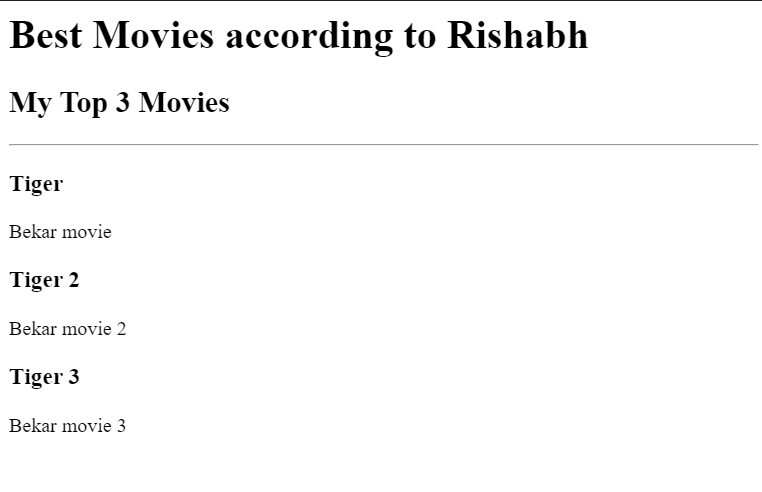 Best Movies according to Rishabh
My Top 3 Movies
Tiger
Bekar movie
Tiger 2
Bekar movie 2
Tiger 3
Bekar movie 3